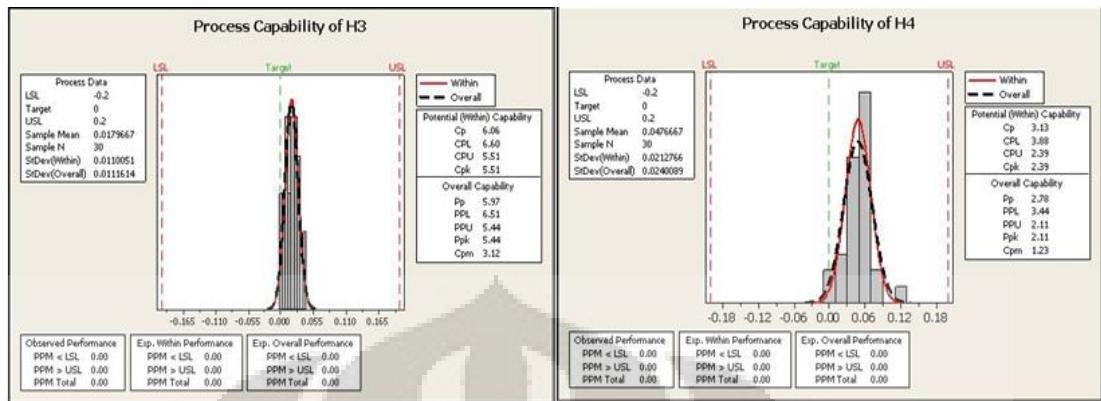 Process Capability of H3
LSL
Target
USL
Process Data
LSL -0.2
Target 0
USL 0.2
Sample Mean 0.0179667
Sample N 30
StDev(Within) 0.0110051
StDev(Overall) 0.0111614
Within
Overall
Potential (Within) Capability
Cp 6.06
CPL 6.60
CPU 5.51
Cpk 5.51
Overall Capability
Pp 5.97
PPL 6.51
PPU 5.44
Ppk 5.44
Cpm 3.12
-0.165 -0.110 -0.055 0.000 0.055 0.110 0.165
Observed Performance
PPM < LSL 0.00
PPM > USL 0.00
PPM Total 0.00
Exp. Within Performance
PPM < LSL 0.00
PPM > USL 0.00
PPM Total 0.00
Exp. Overall Performance
PPM < LSL 0.00
PPM > USL 0.00
PPM Total 0.00
Process Capability of H4
LSL
Target
USL
Process Data
LSL -0.2
Target 0
USL 0.2
Sample Mean 0.0476667
Sample N 30
StDev(Within) 0.0212766
StDev(Overall) 0.0240089
Within
Overall
Potential (Within) Capability
Cp 3.13
CPL 3.88
CPU 2.39
Cpk 2.39
Overall Capability
Pp 2.78
PPL 3.44
PPU 2.11
Ppk 2.11
Cpm 1.23
-0.18 -0.12 -0.06 0.00 0.06 0.12 0.18
Observed Performance
PPM < LSL 0.00
PPM > USL 0.00
PPM Total 0.00
Exp. Within Performance
PPM < LSL 0.00
PPM > USL 0.00
PPM Total 0.00
Exp. Overall Performance
PPM < LSL 0.00
PPM > USL 0.00
PPM Total 0.00